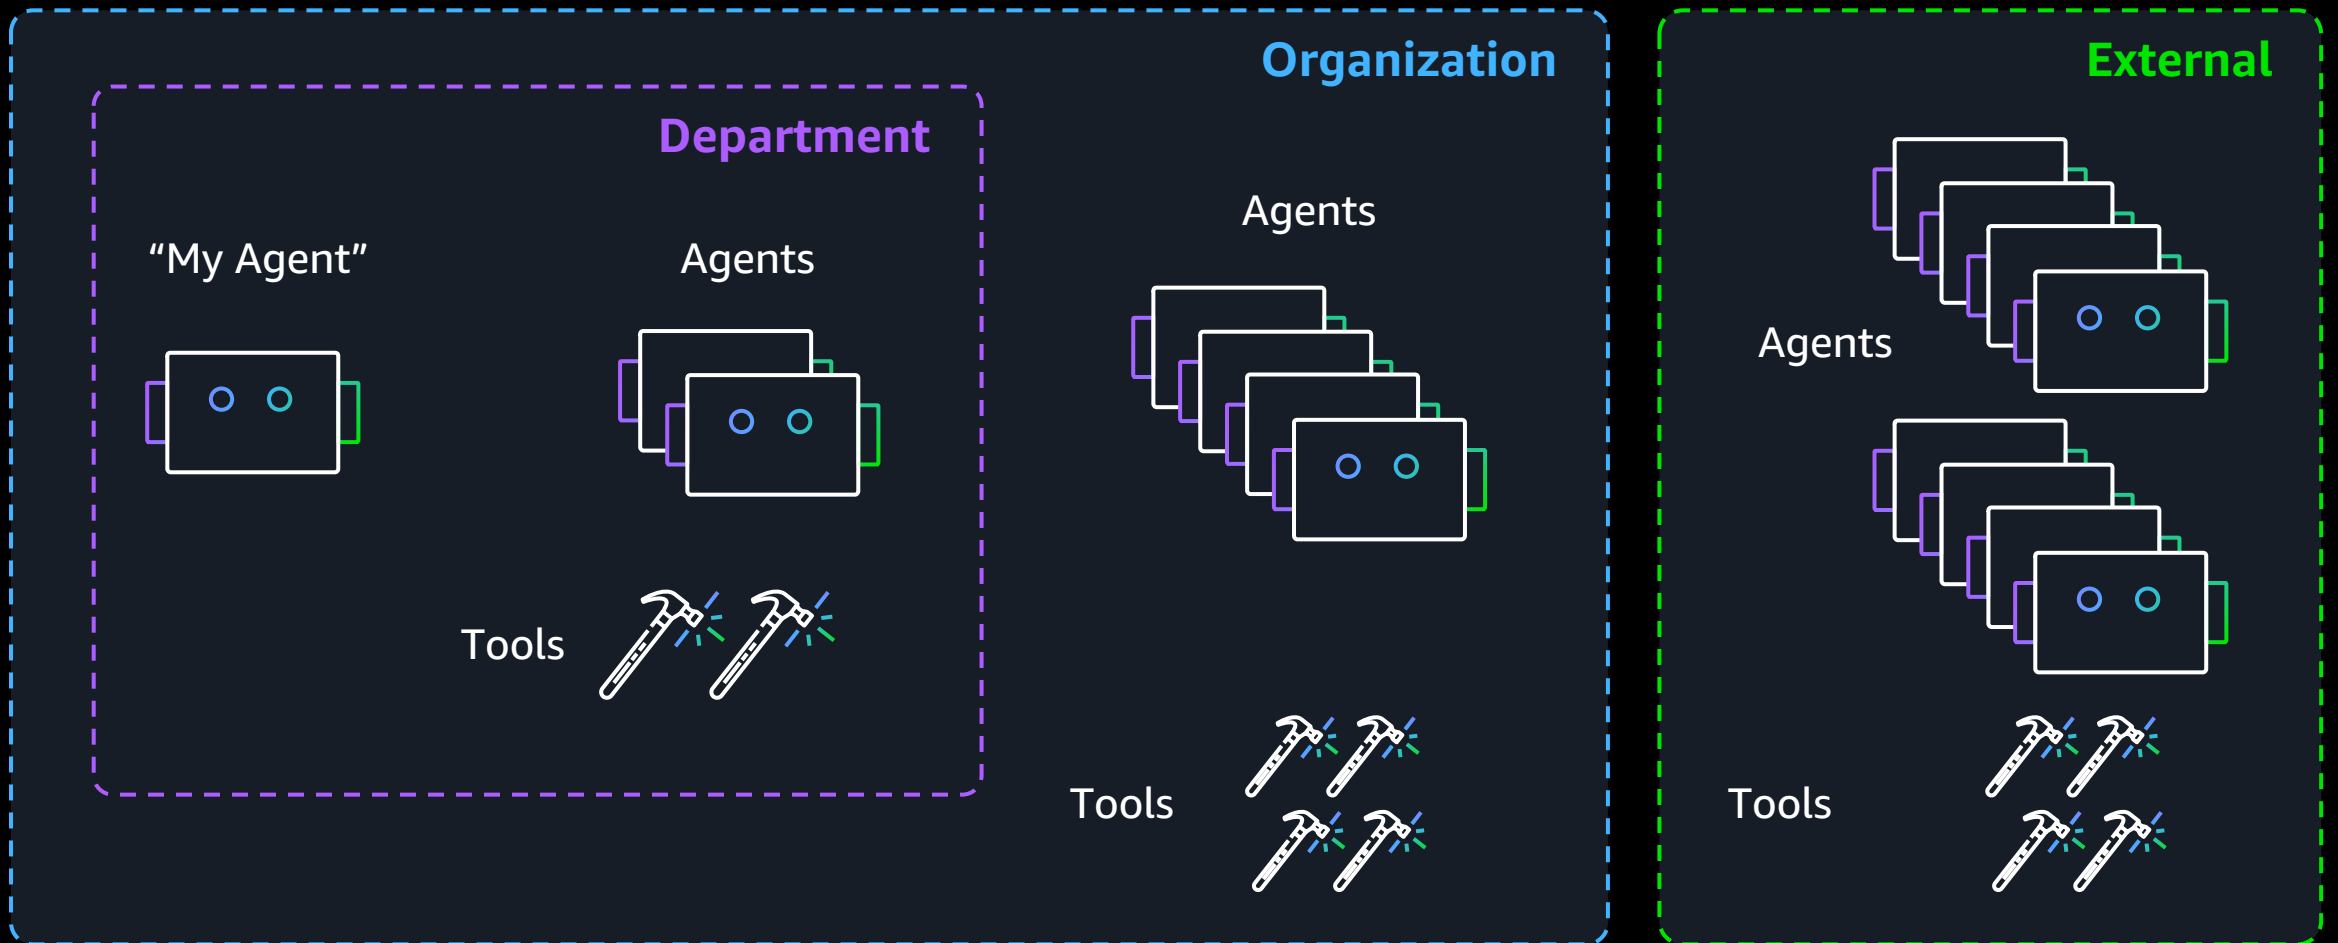 Organization
Department
“My Agent”
Agents
Tools
Agents
Tools
External
Agents
Tools